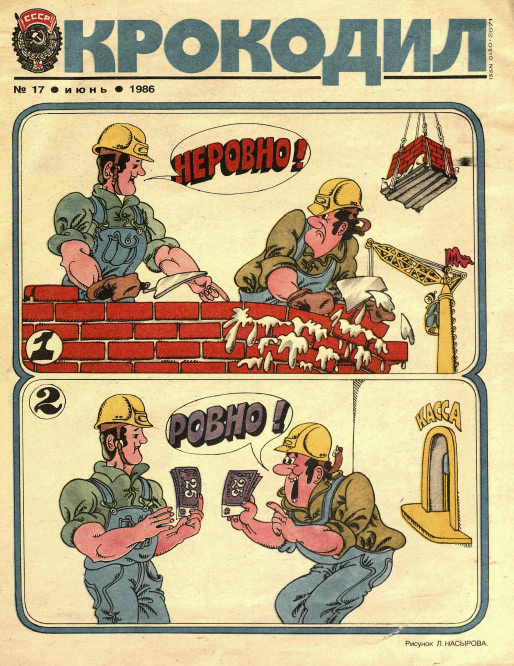 СССР
КРОКОДИЛ
ISSN 0130-2671
№ 17 ● июнь ● 1986
НЕРОВНО!
1
2
РОВНО!
КАССА
25
25
Рисунок Л. НАСЫРОВА.